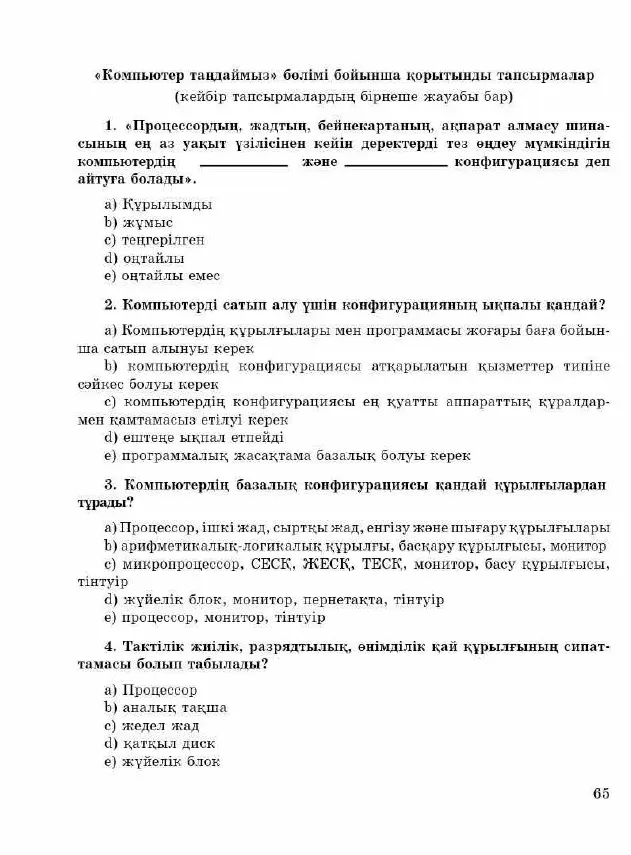 «Компьютер таңдаймыз» бөлімі бойынша қорытынды тапсырмалар
(кейбір тапсырмалардың бірнеше жауабы бар)
1. «Процессордың, жадтың, бейнекартаның, ақпарат алмасу шина-
сының ең аз уақыт үзілісінен кейін деректерді тез өңдеу мүмкіндігін
компьютердің ____________ және ______________ конфигурациясы деп
айтуға болады».
a) Құрылымды
b) жұмыс
c) теңгерілген
d) оңтайлы
e) оңтайлы емес
2. Компьютерді сатып алу үшін конфигурацияның ықпалы қандай?
a) Компьютердің құрылғылары мен программасы жоғары баға бойын-
ша сатып алынуы керек
b) компьютердің конфигурациясы атқарылатын қызметтер типіне
сәйкес болуы керек
c) компьютердің конфигурациясы ең қуатты аппараттық құралдар-
мен қамтамасыз етілуі керек
d) ештеңе ықпал етпейді
e) программалық жасақтама базалық болуы керек
3. Компьютердің базалық конфигурациясы қандай құрылғылардан
тұрады?
a) Процессор, ішкі жад, сыртқы жад, енгізу және шығару құрылғылары
b) арифметикалық-логикалық құрылғы, басқару құрылғысы, монитор
c) микропроцессор, СЕСҚ, ЖЕСҚ, ТЕСҚ, монитор, басу құрылғысы,
тінтуір
d) жүйелік блок, монитор, пернетақта, тінтуір
e) процессор, монитор, тінтуір
4. Тактілік жиілік, разрядтылық, өнімділік қай құрылғының сипат-
тамасы болып табылады?
a) Процессор
b) аналық тақша
c) жедел жад
d) қатқыл диск
e) жүйелік блок
65